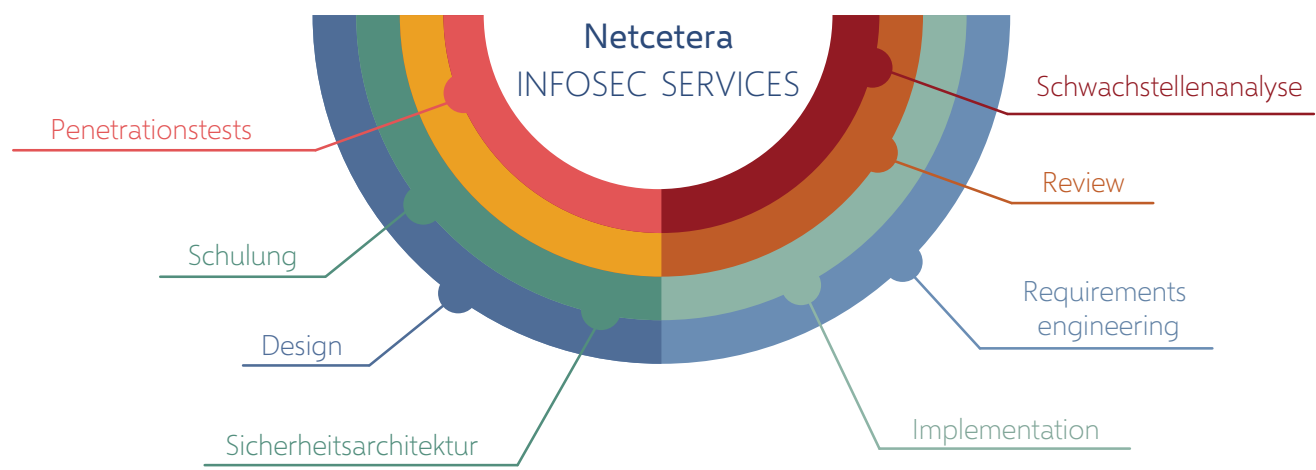 Netcetera
INFOSEC SERVICES
Penetrationstests
Schulung
Design
Sicherheitsarchitektur
Schwachstellenanalyse
Review
Requirements
engineering
Implementation